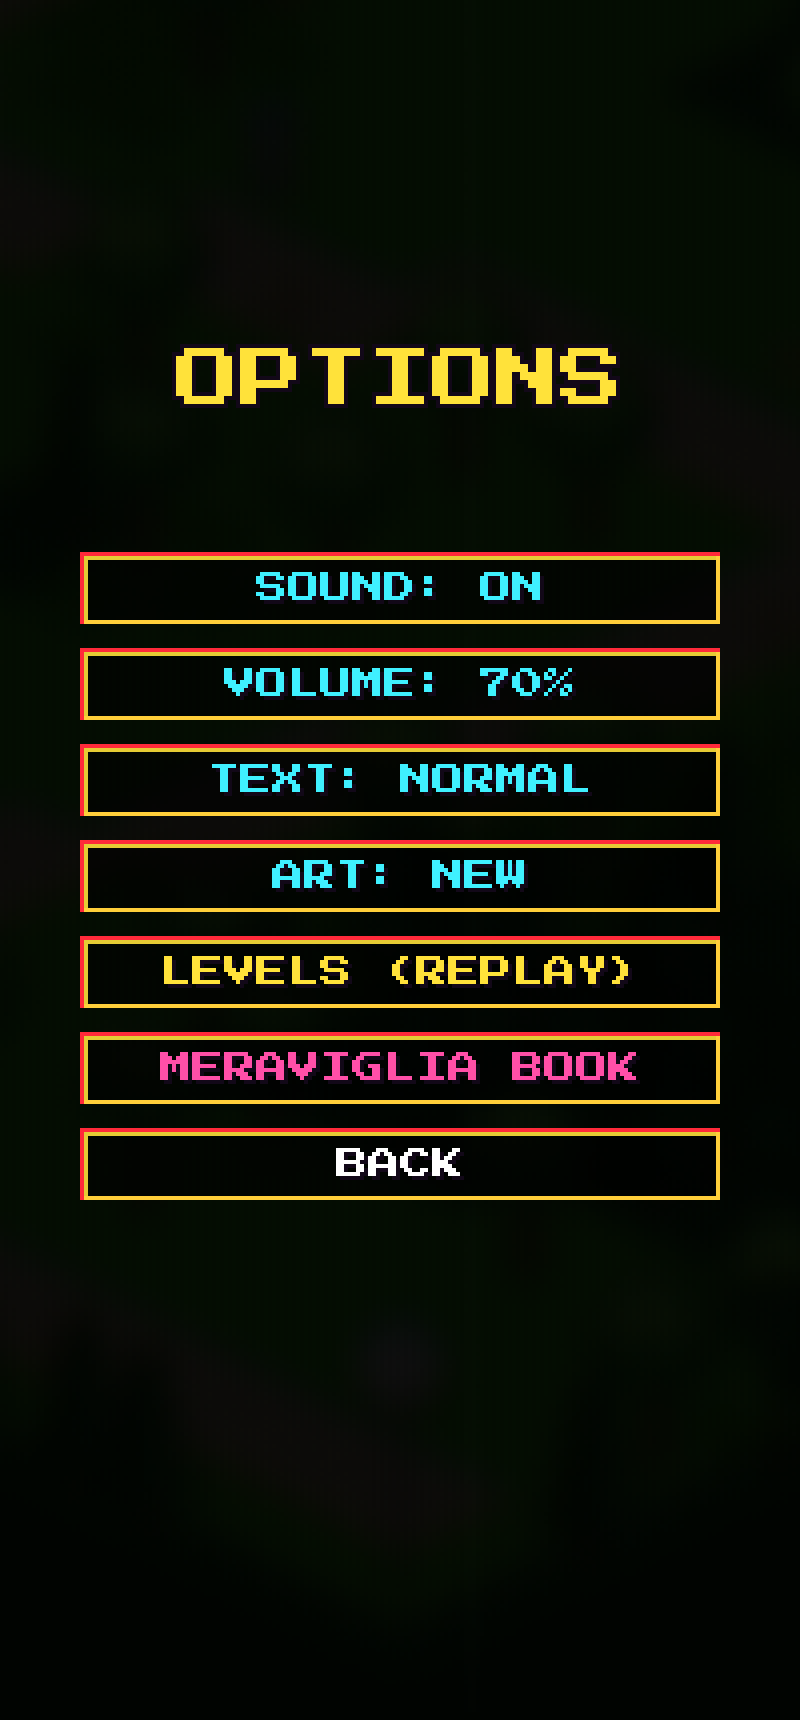 OPTIONS
SOUND: ON
VOLUME: 70%
TEXT: NORMAL
ART: NEW
LEVELS (REPLAY)
MERAVIGLIA BOOK
BACK